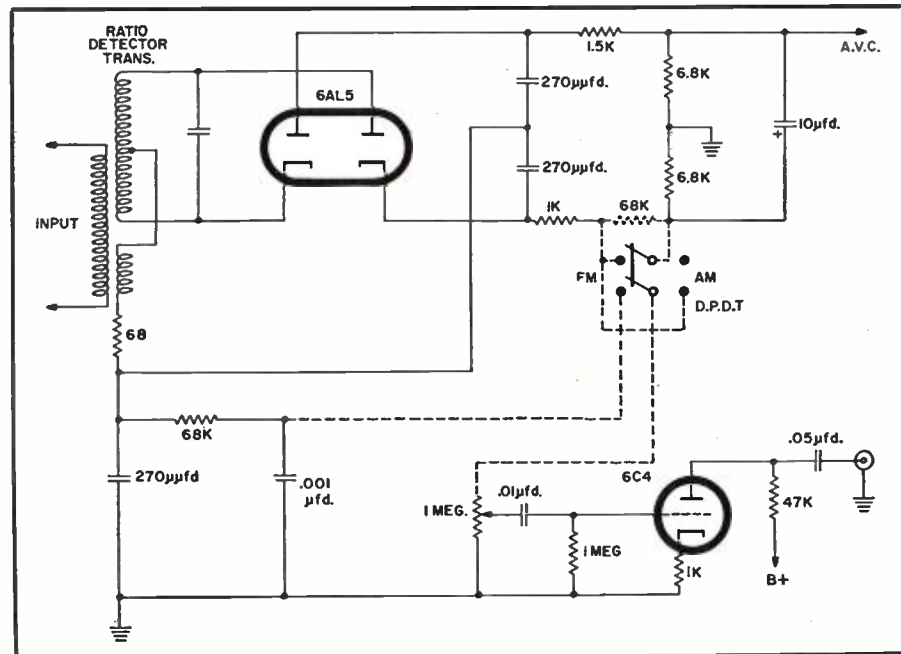 RATIO
DETECTOR
TRANS.
6AL5
INPUT
68
270µµfd.
270µµfd.
1.5K
A.V.C.
6.8K
6.8K
10µfd.
+
1K
68K
FM
AM
D.P.D.T
68K
270µµfd
.001
µfd.
1 MEG.
.01µfd.
1 MEG
6C4
1K
.05µfd.
47K
B+